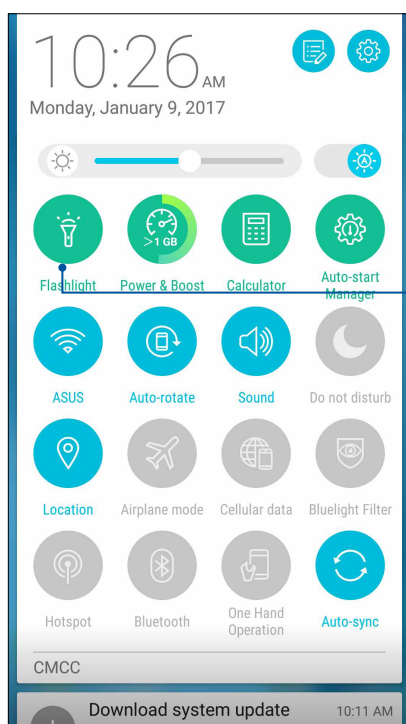 10:26 AM
Monday, January 9, 2017
A
>1 GB
Flashlight Power & Boost Calculator Auto-start Manager
ASUS Auto-rotate Sound Do not disturb
Location Airplane mode Cellular data Bluelight Filter
Hotspot Bluetooth One Hand Operation Auto-sync
CMCC
Download system update 10:11 AM